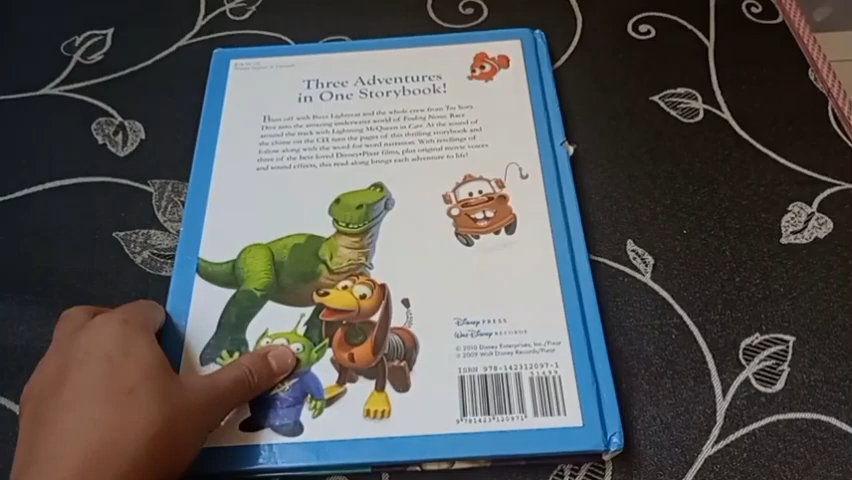 Three Adventures
in One Storybook!
Blast off with Buzz Lightyear and the whole crew from Toy Story.
Dive into the amazing underwater world of Finding Nemo. Race
around the track with Lightning McQueen in Cars. At the sound of
the chime on the CD, turn the pages of this thrilling storybook and
follow along with the word-for-word narration. With retellings of
three of the best-loved Disney•Pixar films, plus original movie voices
and sound effects, this read-along brings each adventure to life!
Disney PRESS
Walt Disney RECORDS
© 2010 Disney Enterprises, Inc./Pixar
℗ 2009 Walt Disney Records/Pixar
ISBN 978-142312097-1
9 781423 120971